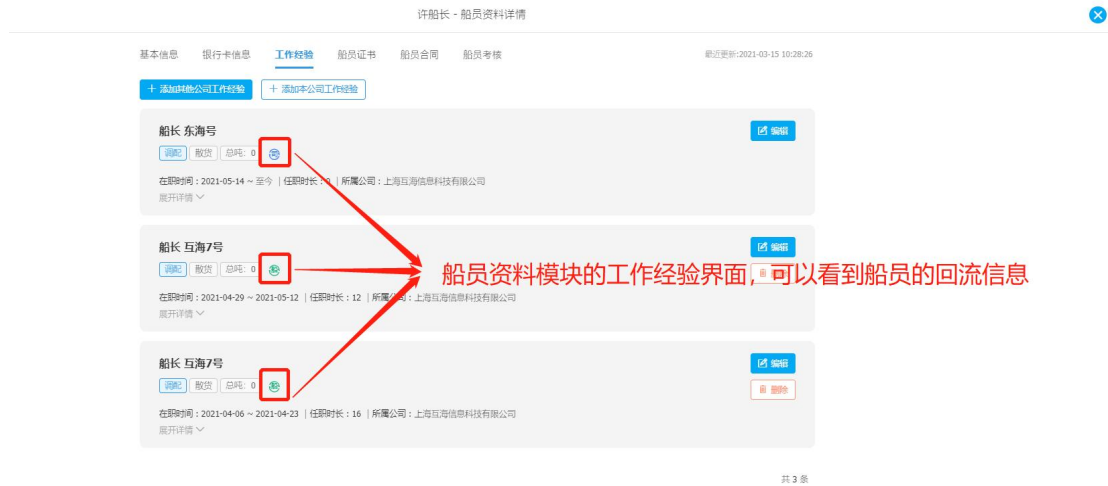 许船长 - 船员资料详情
基本信息 银行卡信息 工作经验 船员证书 船员合同 船员考核 最近更新:2021-03-15 10:28:26
+ 添加其他公司工作经验 + 添加本公司工作经验
船长 东海号 编辑
调配 散货 总吨: 0
在职时间：2021-05-14 ~ 至今 | 任职时长：0 | 所属公司：上海互海信息科技有限公司
展开详情
船长 互海7号 编辑
调配 散货 总吨: 0
船员资料模块的工作经验界面，可以看到船员的回流信息
在职时间：2021-04-29 ~ 2021-05-12 | 任职时长：12 | 所属公司：上海互海信息科技有限公司
展开详情
船长 互海7号 编辑
调配 散货 总吨: 0 删除
在职时间：2021-04-06 ~ 2021-04-23 | 任职时长：16 | 所属公司：上海互海信息科技有限公司
展开详情
共 3 条